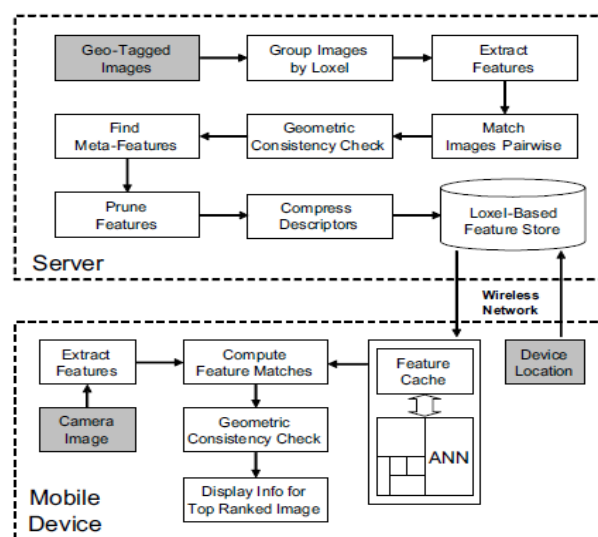 Geo-Tagged
Images
Group Images
by Loxel
Extract
Features
Find
Meta-Features
Geometric
Consistency Check
Match
Images Pairwise
Prune
Features
Compress
Descriptors
Loxel-Based
Feature Store
Server
Wireless
Network
Extract
Features
Compute
Feature Matches
Feature
Cache
Device
Location
Camera
Image
Geometric
Consistency Check
ANN
Display Info for
Top Ranked Image
Mobile
Device